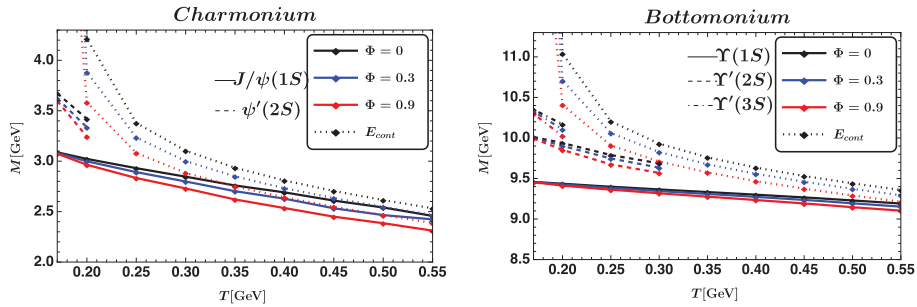 Charmonium
M[GeV]
4.0
3.5
3.0
2.5
2.0
J/ψ(1S)
ψ′(2S)
Φ = 0
Φ = 0.3
Φ = 0.9
E_cont
0.20 0.25 0.30 0.35 0.40 0.45 0.50 0.55
T[GeV]
Bottomonium
M[GeV]
11.0
10.5
10.0
9.5
9.0
8.5
ϒ(1S)
ϒ′(2S)
ϒ′(3S)
Φ = 0
Φ = 0.3
Φ = 0.9
E_cont
0.20 0.25 0.30 0.35 0.40 0.45 0.50 0.55
T[GeV]